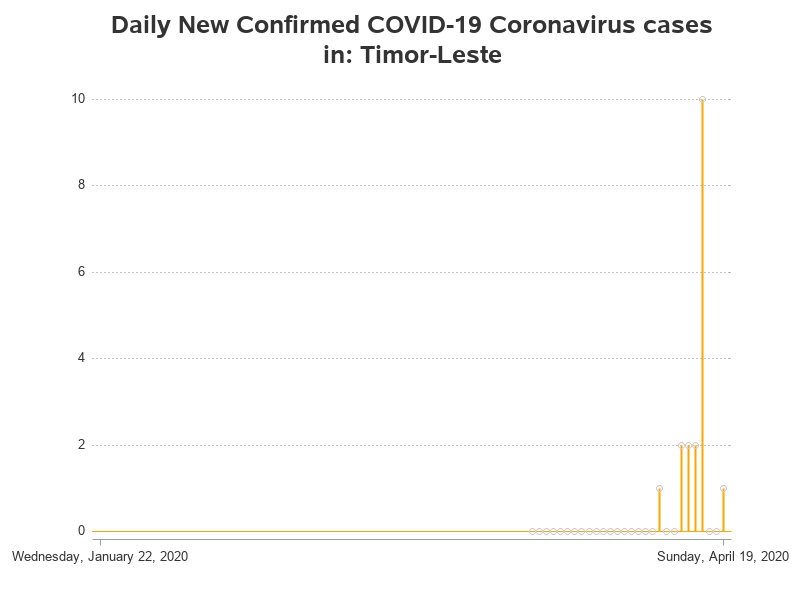 Daily New Confirmed COVID-19 Coronavirus cases
in: Timor-Leste
10
8
6
4
2
0
Wednesday, January 22, 2020
Sunday, April 19, 2020